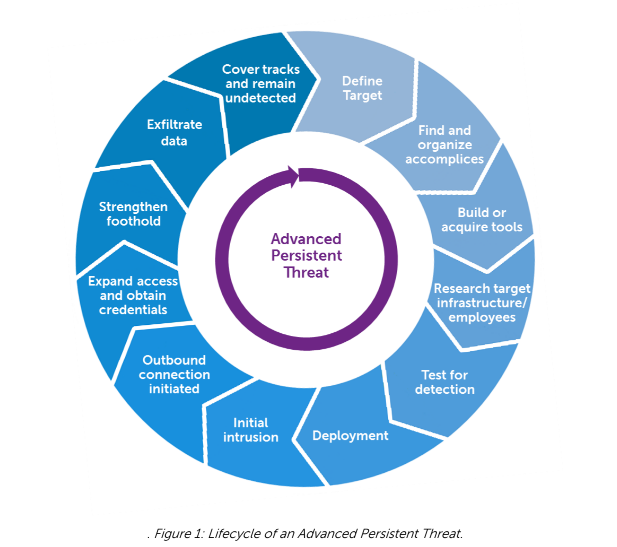 Cover tracks
and remain
undetected
Define
Target
Find and
organize
accomplices
Build or
acquire tools
Research target
infrastructure/
employees
Test for
detection
Deployment
Initial
intrusion
Outbound
connection
initiated
Expand access
and obtain
credentials
Strengthen
foothold
Exfiltrate
data
Advanced
Persistent
Threat
. Figure 1: Lifecycle of an Advanced Persistent Threat.